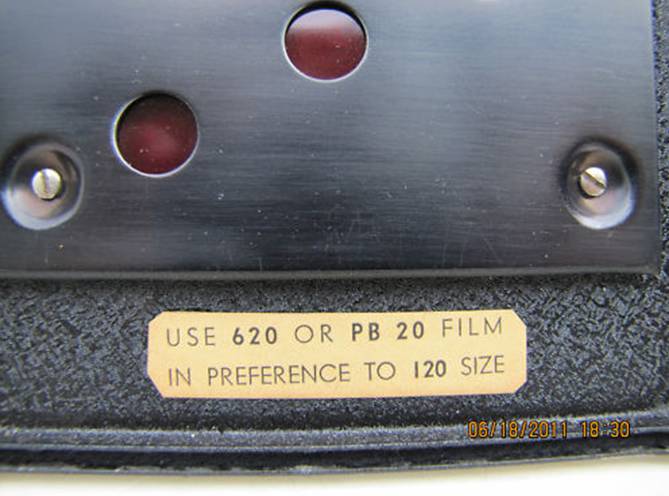 USE 620 OR PB 20 FILM
IN PREFERENCE TO 120 SIZE
06/18/2011 18:30